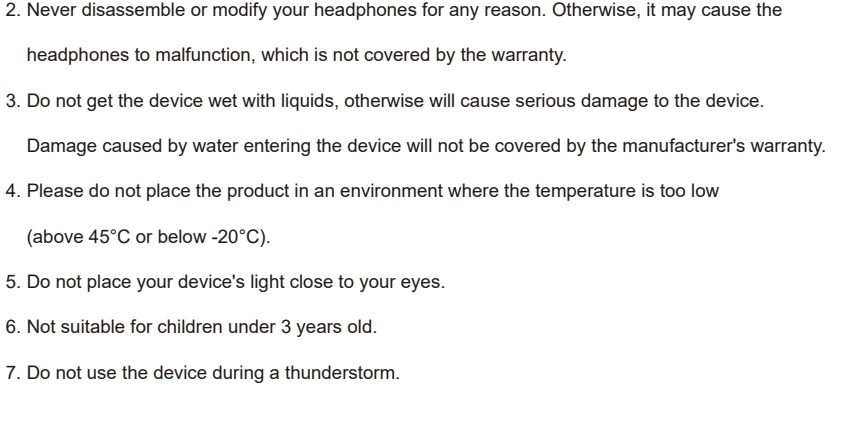 2. Never disassemble or modify your headphones for any reason. Otherwise, it may cause the
headphones to malfunction, which is not covered by the warranty.
3. Do not get the device wet with liquids, otherwise will cause serious damage to the device.
Damage caused by water entering the device will not be covered by the manufacturer's warranty.
4. Please do not place the product in an environment where the temperature is too low
(above 45°C or below -20°C).
5. Do not place your device's light close to your eyes.
6. Not suitable for children under 3 years old.
7. Do not use the device during a thunderstorm.